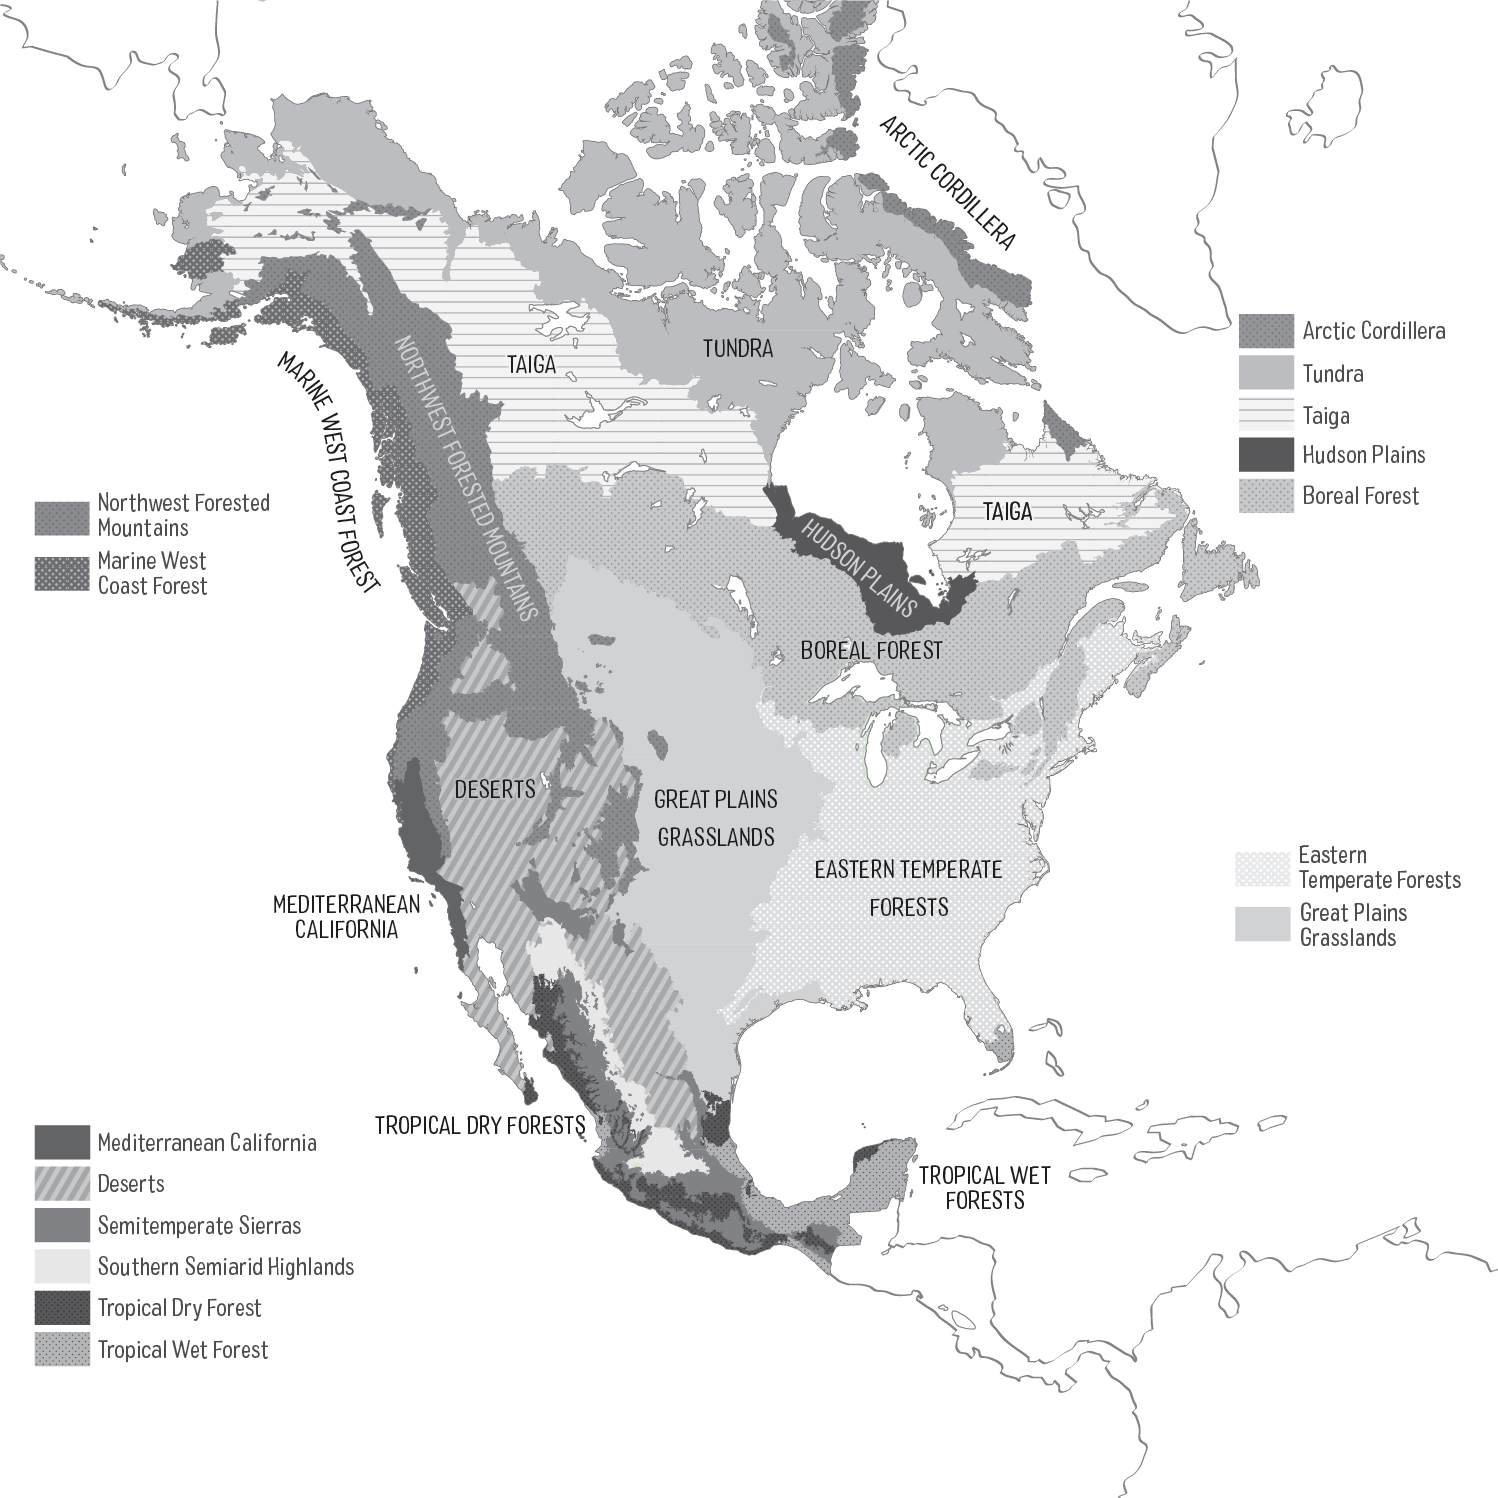 ARCTIC CORDILLERA
TUNDRA
TAIGA
NORTHWEST FORESTED MOUNTAINS
MARINE WEST COAST FOREST
TAIGA
HUDSON PLAINS
BOREAL FOREST
DESERTS
GREAT PLAINS
GRASSLANDS
EASTERN TEMPERATE
FORESTS
MEDITERRANEAN
CALIFORNIA
TROPICAL DRY FORESTS
TROPICAL WET
FORESTS
Arctic Cordillera
Tundra
Taiga
Hudson Plains
Boreal Forest
Northwest Forested
Mountains
Marine West
Coast Forest
Eastern
Temperate Forests
Great Plains
Grasslands
Mediterranean California
Deserts
Semitemperate Sierras
Southern Semiarid Highlands
Tropical Dry Forest
Tropical Wet Forest